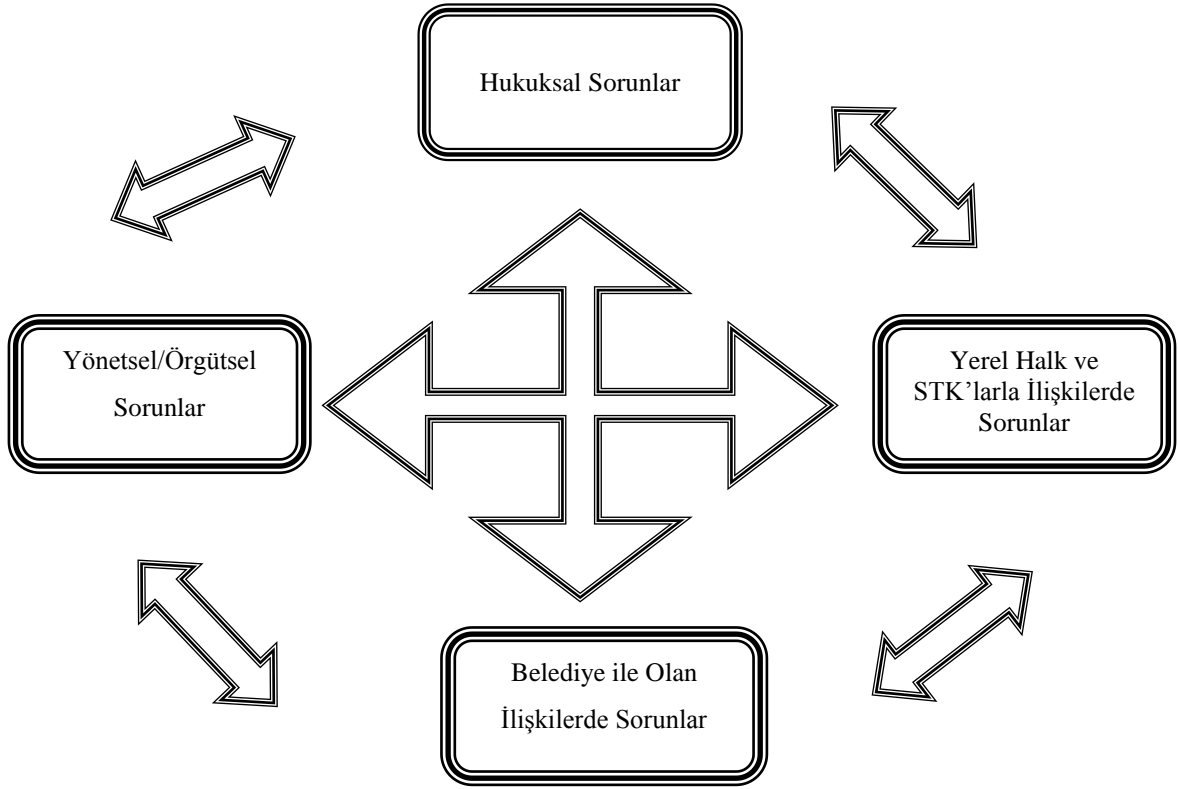 Hukuksal Sorunlar
Yönetsel/Örgütsel
Sorunlar
Yerel Halk ve
STK’larla İlişkilerde
Sorunlar
Belediye ile Olan
İlişkilerde Sorunlar